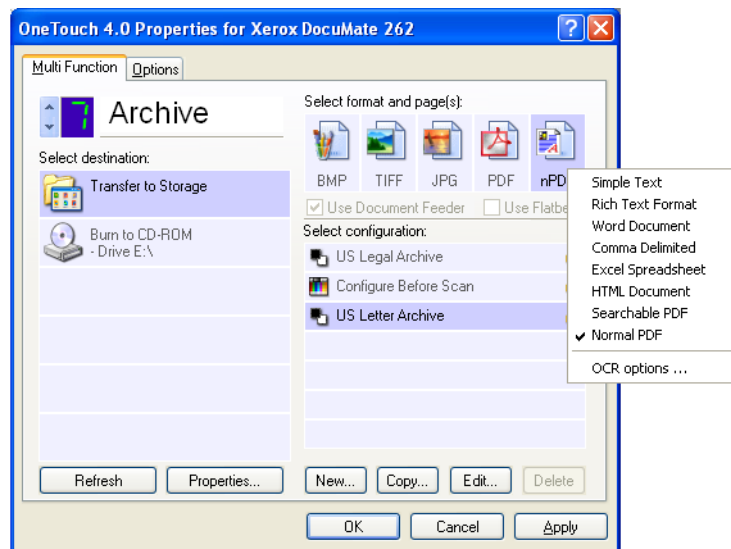 OneTouch 4.0 Properties for Xerox DocuMate 262
Multi Function
Options
7
Archive
Select destination:
Transfer to Storage
Burn to CD-ROM
- Drive E:\
Refresh
Properties...
Select format and page(s):
BMP TIFF JPG PDF nPD
Use Document Feeder
Use Flatbe
Select configuration:
US Legal Archive
Configure Before Scan
US Letter Archive
New...
Copy...
Edit...
Delete
Simple Text
Rich Text Format
Word Document
Comma Delimited
Excel Spreadsheet
HTML Document
Searchable PDF
Normal PDF
OCR options ...
OK
Cancel
Apply